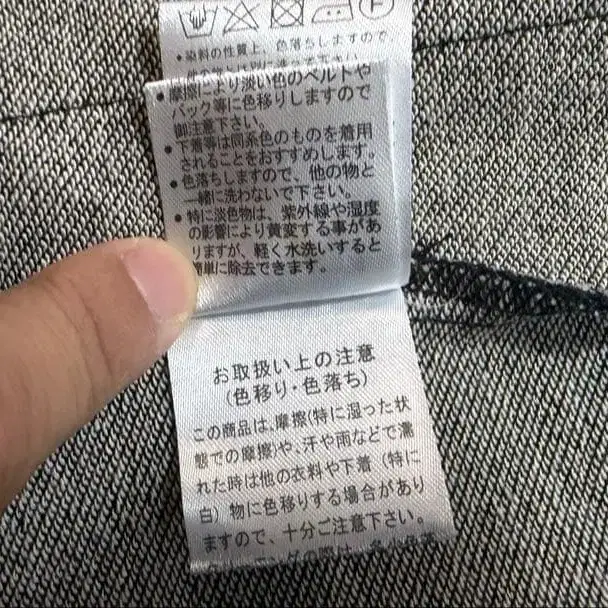 F
●染料の性質上、色落ちしますので
●摩擦により淡い色のベルトや
バック等に色移りしますので
御注意下さい。
●下着等は同系色のものを着用
されることをおすすめします。
●色落ちしますので、他の物と
一緒に洗わないで下さい。
●特に淡色物は、紫外線や湿度
の影響により黄変する事があ
りますが、軽く水洗いすると
簡単に除去できます。
お取扱い上の注意
(色移り・色落ち)
この商品は、摩擦(特に湿った状
態での摩擦)や、汗や雨などで濡
れた時は他の衣料や下着（特に
白）物に色移りする場合があり
ますので、十分ご注意下さい。